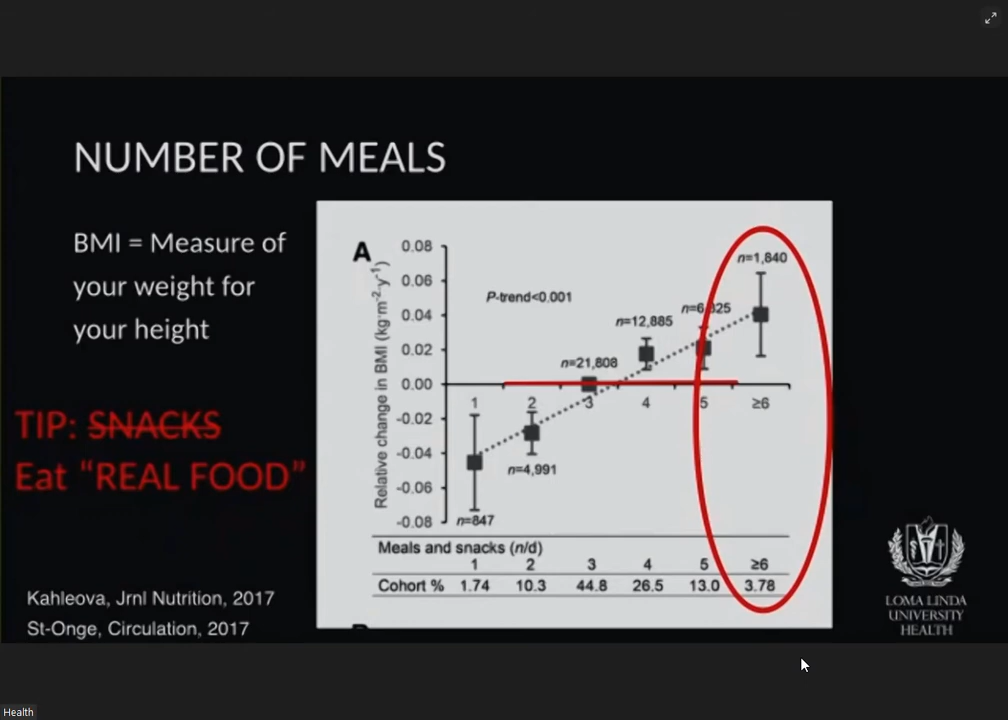 NUMBER OF MEALS
BMI = Measure of
your weight for
your height
TIP: SNACKS
Eat “REAL FOOD”
Kahleova, Jrnl Nutrition, 2017
St-Onge, Circulation, 2017
A
Relative change in BMI (kg·m-2·y-1)
0.08
0.06
0.04
0.02
0.00
-0.02
-0.04
-0.06
-0.08
P-trend<0.001
n=847
n=4,991
n=21,808
n=12,885
n=1,840
1 2 3 4 5 ≥6
Meals and snacks (n/d)
1 2 3 4 5 ≥6
Cohort % 1.74 10.3 44.8 26.5 13.0 3.78
LOMA LINDA
UNIVERSITY
HEALTH
Health